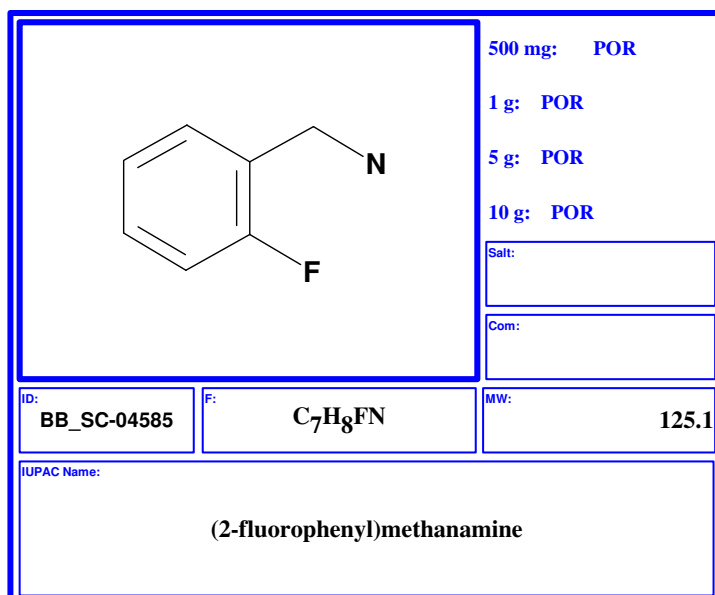 500 mg: POR
1 g: POR
5 g: POR
10 g: POR
N
F
Salt:
Com:
ID:
BB_SC-04585
F:
C7H8FN
MW:
125.1
IUPAC Name:
(2-fluorophenyl)methanamine